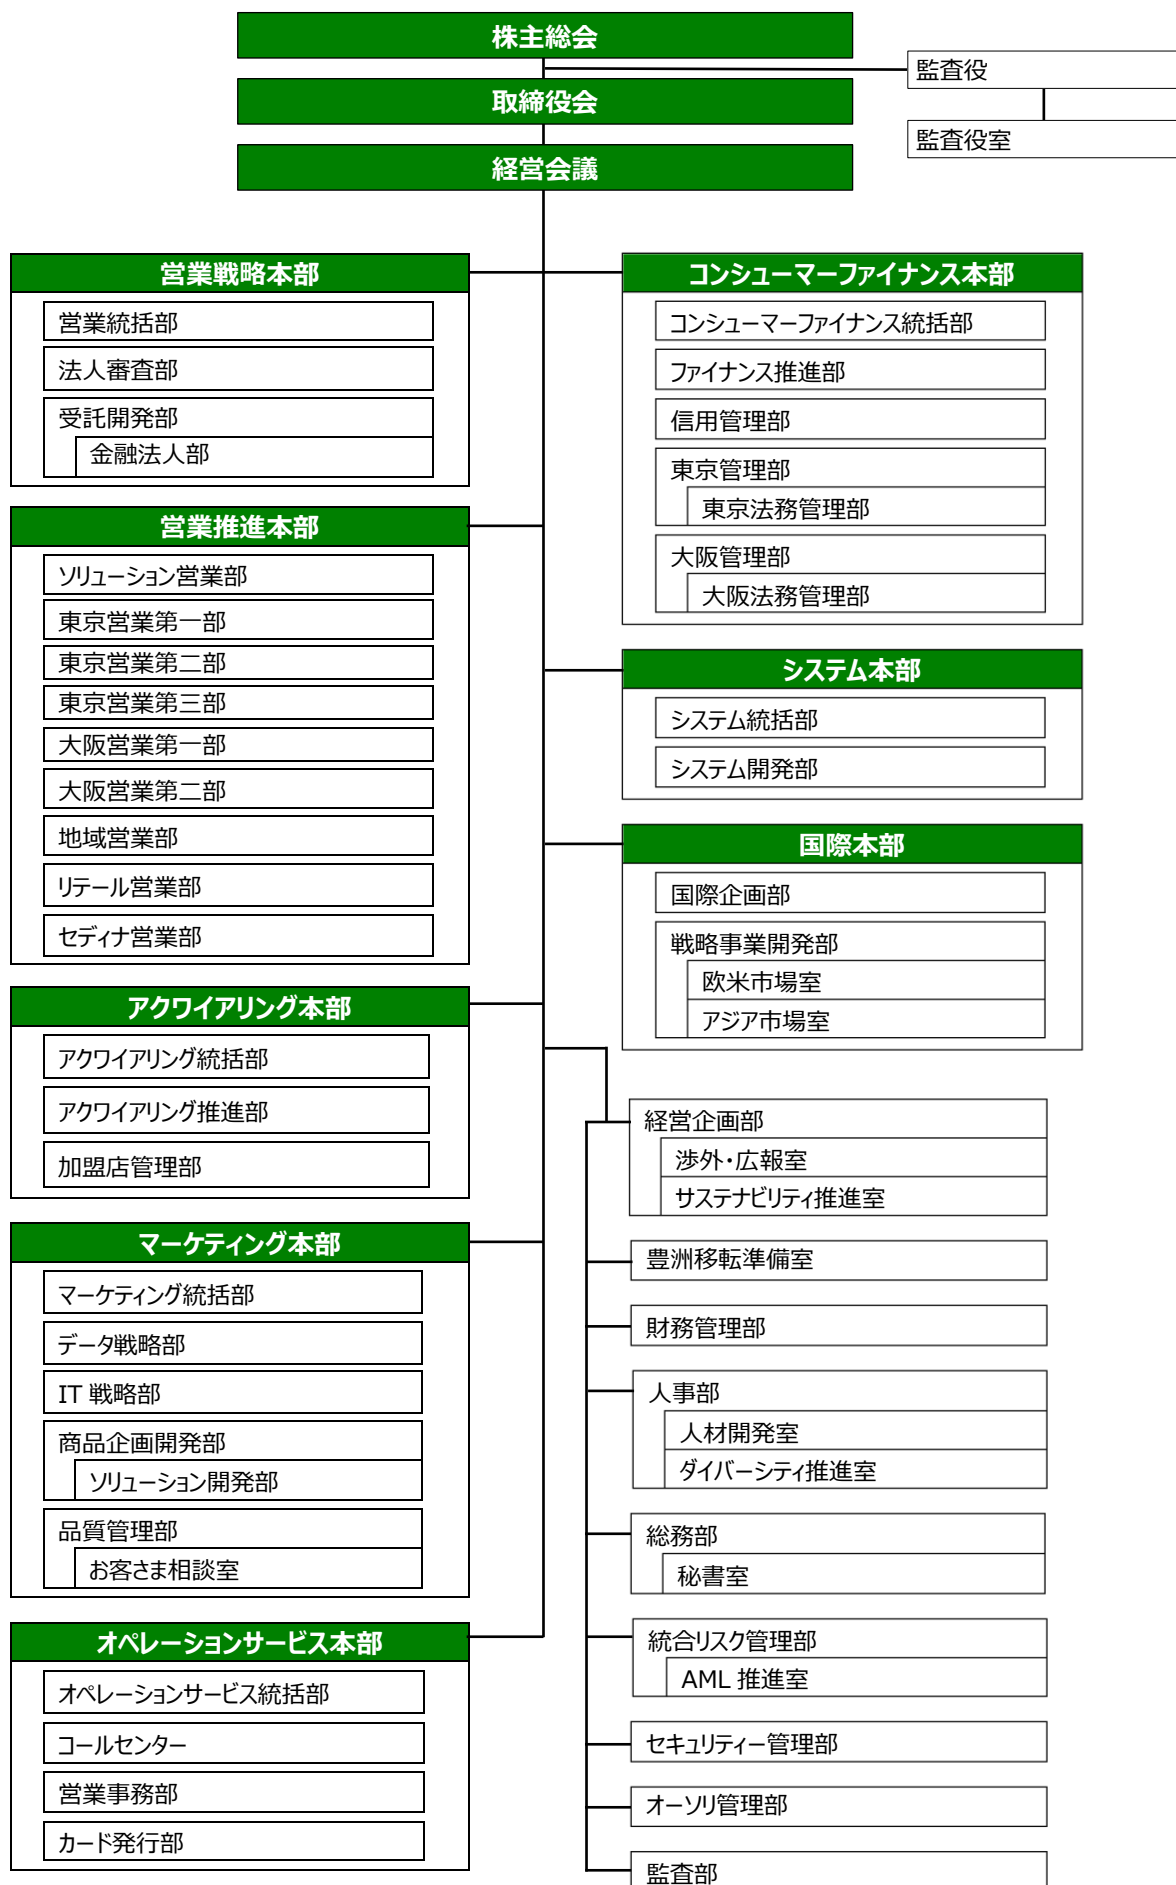 株主総会
監査役
取締役会
監査役室
経営会議
営業戦略本部
営業統括部
法人審査部
受託開発部
金融法人部
営業推進本部
ソリューション営業部
東京営業第一部
東京営業第二部
東京営業第三部
大阪営業第一部
大阪営業第二部
地域営業部
リテール営業部
セディナ営業部
アクワイアリング本部
アクワイアリング統括部
アクワイアリング推進部
加盟店管理部
マーケティング本部
マーケティング統括部
データ戦略部
IT 戦略部
商品企画開発部
ソリューション開発部
品質管理部
お客さま相談室
オペレーションサービス本部
オペレーションサービス統括部
コールセンター
営業事務部
カード発行部
コンシューマーファイナンス本部
コンシューマーファイナンス統括部
ファイナンス推進部
信用管理部
東京管理部
東京法務管理部
大阪管理部
大阪法務管理部
システム本部
システム統括部
システム開発部
国際本部
国際企画部
戦略事業開発部
欧米市場室
アジア市場室
経営企画部
渉外・広報室
サステナビリティ推進室
豊洲移転準備室
財務管理部
人事部
人材開発室
ダイバーシティ推進室
総務部
秘書室
統合リスク管理部
AML 推進室
セキュリティー管理部
オーソリ管理部
監査部